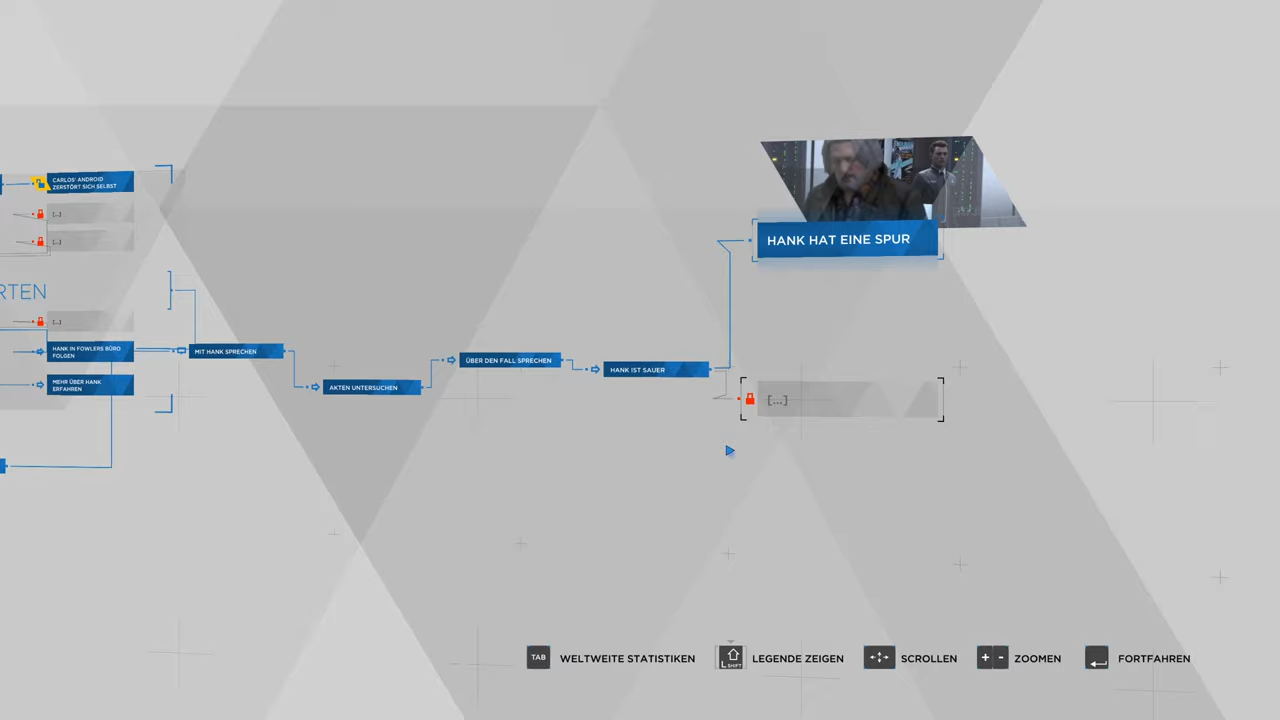 CARLOS' ANDROID
ZERSTÖRT SICH SELBST
[...]
[...]
RTEN
[...]
HANK IN FOWLERS BÜRO
FOLGEN
MEHR ÜBER HANK
ERFAHREN
MIT HANK SPRECHEN
AKTEN UNTERSUCHEN
ÜBER DEN FALL SPRECHEN
HANK IST SAUER
HANK HAT EINE SPUR
[...]
TAB WELTWEITE STATISTIKEN
L SHIFT LEGENDE ZEIGEN
SCROLLEN
+ - ZOOMEN
FORTFAHREN